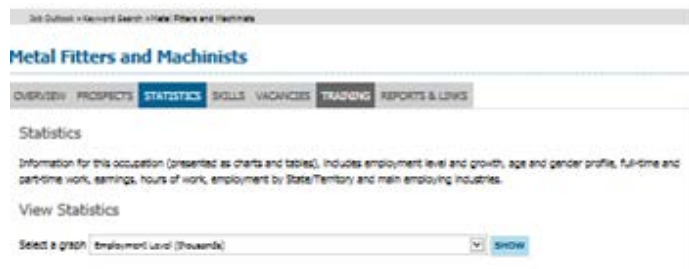 Job Outlook » Keyword Search » Metal Fitters and Machinists
Metal Fitters and Machinists
OVERVIEW PROSPECTS STATISTICS SKILLS VACANCIES TRAINING REPORTS & LINKS
Statistics
Information for this occupation (presented as charts and tables), includes employment level and growth, age and gender profile, full-time and
part-time work, earnings, hours of work, employment by State/Territory and main employing industries.
View Statistics
Select a graph Employment Level (thousands) SHOW